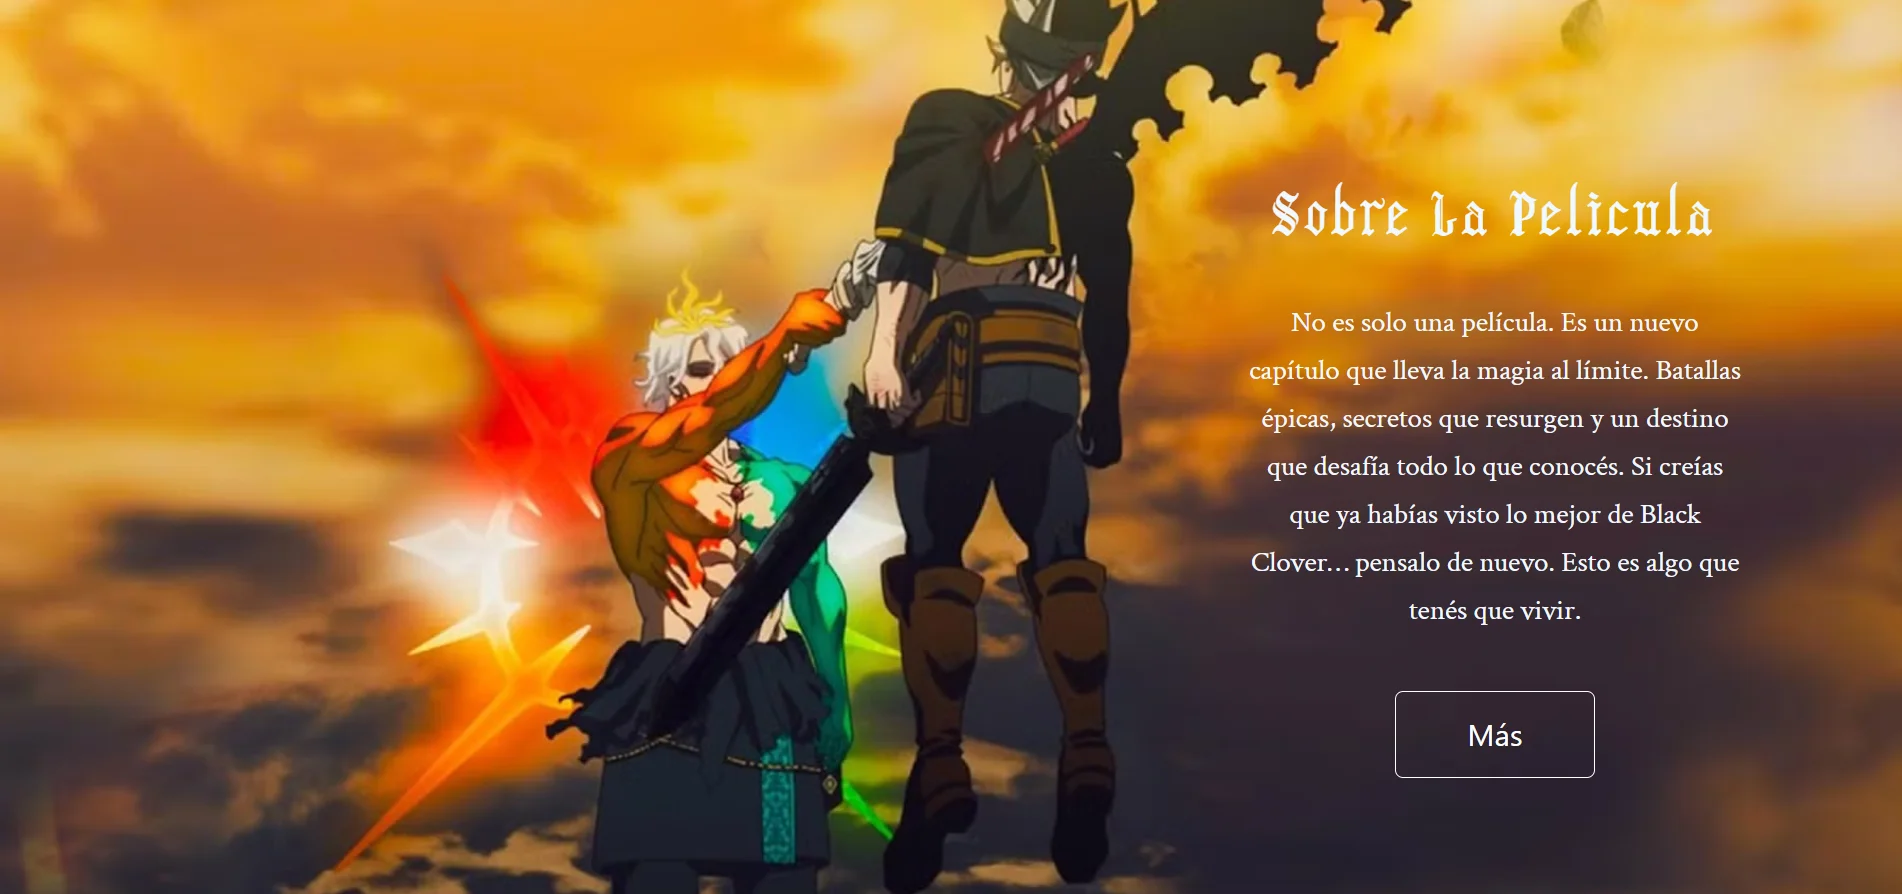 Sobre La Pelicula
No es solo una película. Es un nuevo
capítulo que lleva la magia al límite. Batallas
épicas, secretos que resurgen y un destino
que desafía todo lo que conocés. Si creías
que ya habías visto lo mejor de Black
Clover… pensalo de nuevo. Esto es algo que
tenés que vivir.
Más